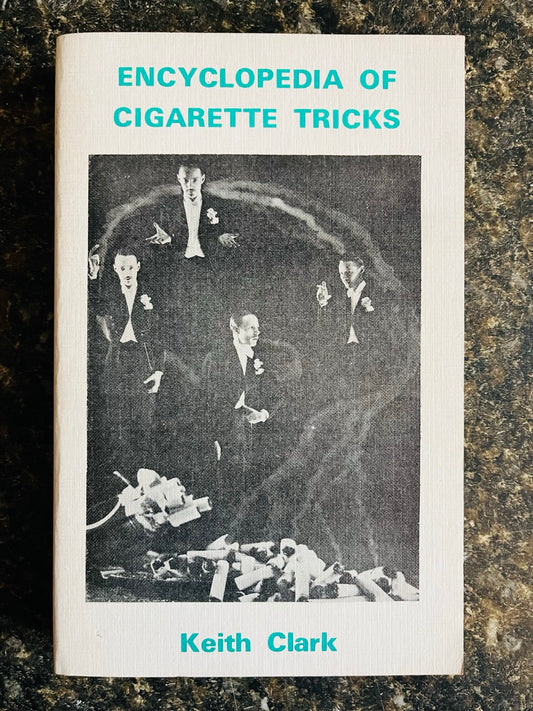 ENCYCLOPEDIA OF
CIGARETTE TRICKS
Keith Clark